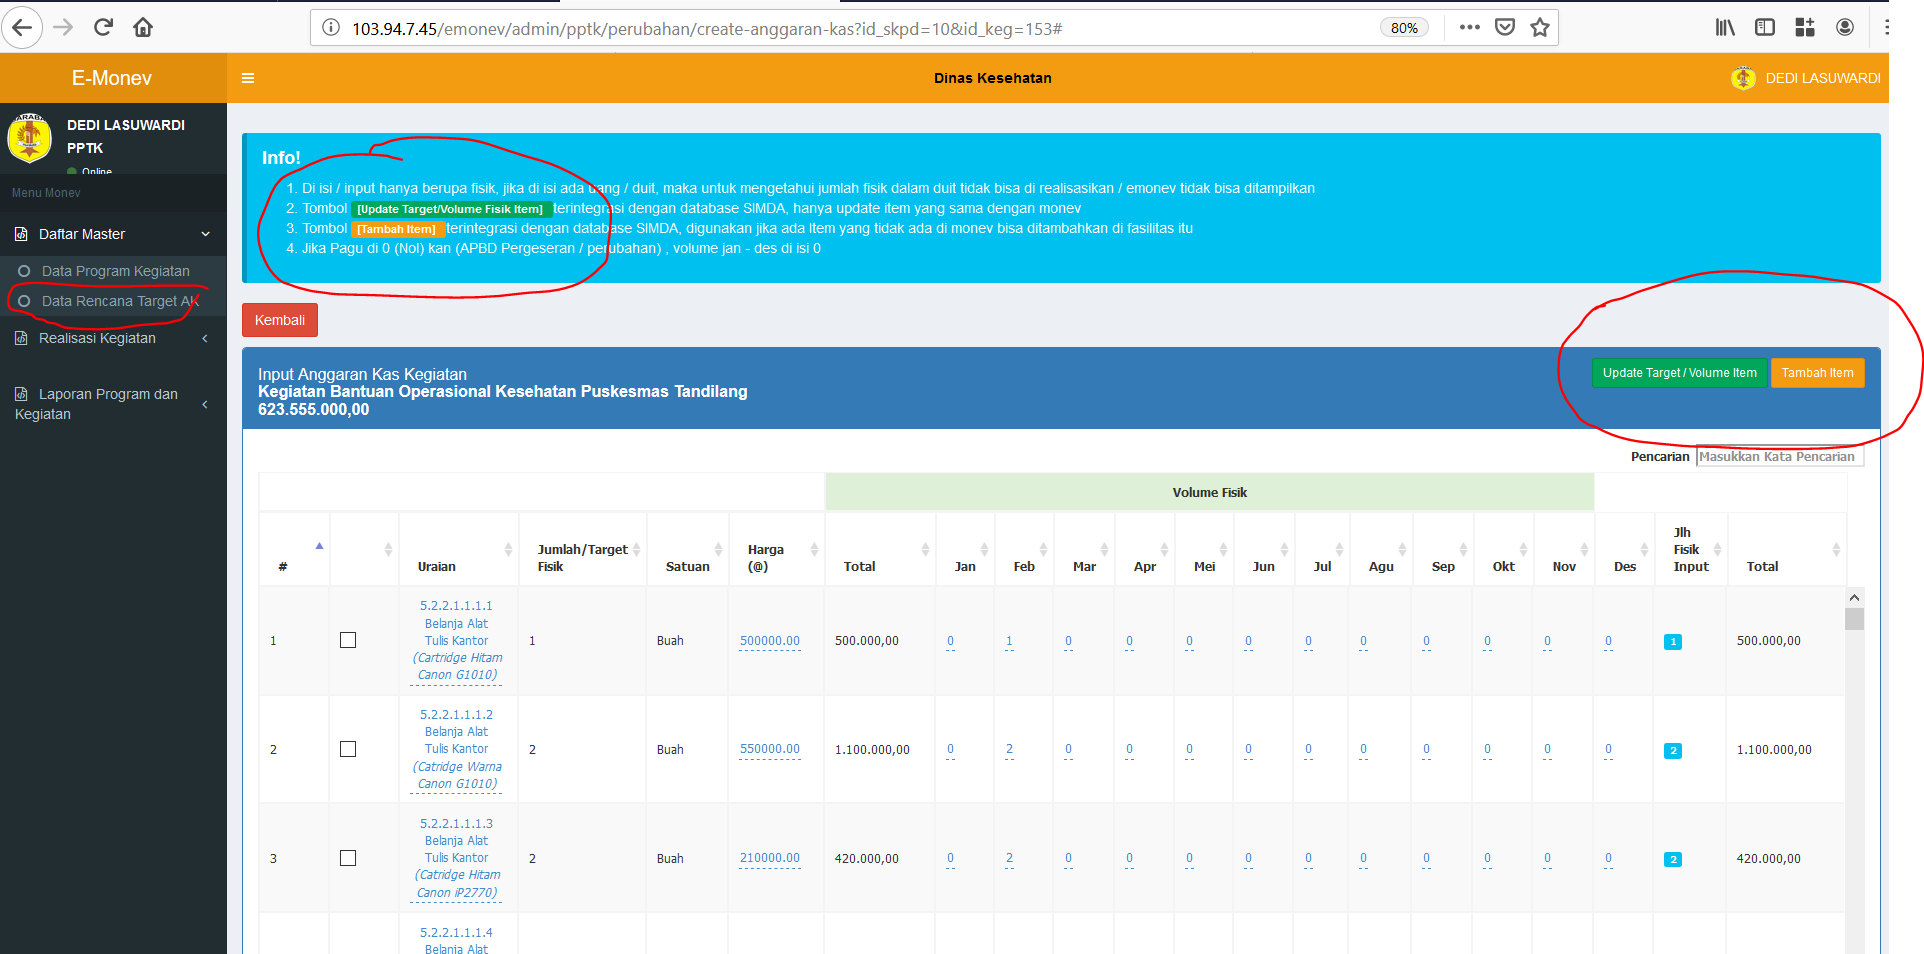 103.94.7.45/emonev/admin/pptk/perubahan/create-anggaran-kas?id_skpd=10&id_keg=153#
80%
E-Monev
Dinas Kesehatan
DEDI LASUWARDI
DEDI LASUWARDI
PPTK
Online
Menu Monev
Daftar Master
Data Program Kegiatan
Data Rencana Target AK
Realisasi Kegiatan
Laporan Program dan
Kegiatan
Info!
1. Di isi / input hanya berupa fisik, jika di isi ada uang / duit, maka untuk mengetahui jumlah fisik dalam duit tidak bisa di realisasikan / emonev tidak bisa ditampilkan
2. Tombol [Update Target/Volume Fisik Item] terintegrasi dengan database SIMDA, hanya update item yang sama dengan monev
3. Tombol [Tambah Item] terintegrasi dengan database SIMDA, digunakan jika ada Item yang tidak ada di monev bisa ditambahkan di fasilitas itu
4. Jika Pagu di 0 (Nol) kan (APBD Pergeseran / perubahan) , volume jan - des di isi 0
Kembali
Input Anggaran Kas Kegiatan
Kegiatan Bantuan Operasional Kesehatan Puskesmas Tandilang
623.555.000,00
Update Target / Volume Item Tambah Item
Pencarian Masukkan Kata Pencarian
Volume Fisik
# Uraian Jumlah/Target Fisik Satuan Harga (@) Total Jan Feb Mar Apr Mei Jun Jul Agu Sep Okt Nov Des Jlh Fisik Input Total
1 5.2.2.1.1.1.1 Belanja Alat Tulis Kantor (Cartridge Hitam Canon G1010) 1 Buah 500000.00 500.000,00 0 1 0 0 0 0 0 0 0 0 0 0 1 500.000,00
2 5.2.2.1.1.1.2 Belanja Alat Tulis Kantor (Catridge Warna Canon G1010) 2 Buah 550000.00 1.100.000,00 0 2 0 0 0 0 0 0 0 0 0 0 2 1.100.000,00
3 5.2.2.1.1.1.3 Belanja Alat Tulis Kantor (Catridge Hitam Canon iP2770) 2 Buah 210000.00 420.000,00 0 2 0 0 0 0 0 0 0 0 0 0 2 420.000,00
5.2.2.1.1.1.4
Belanja Alat